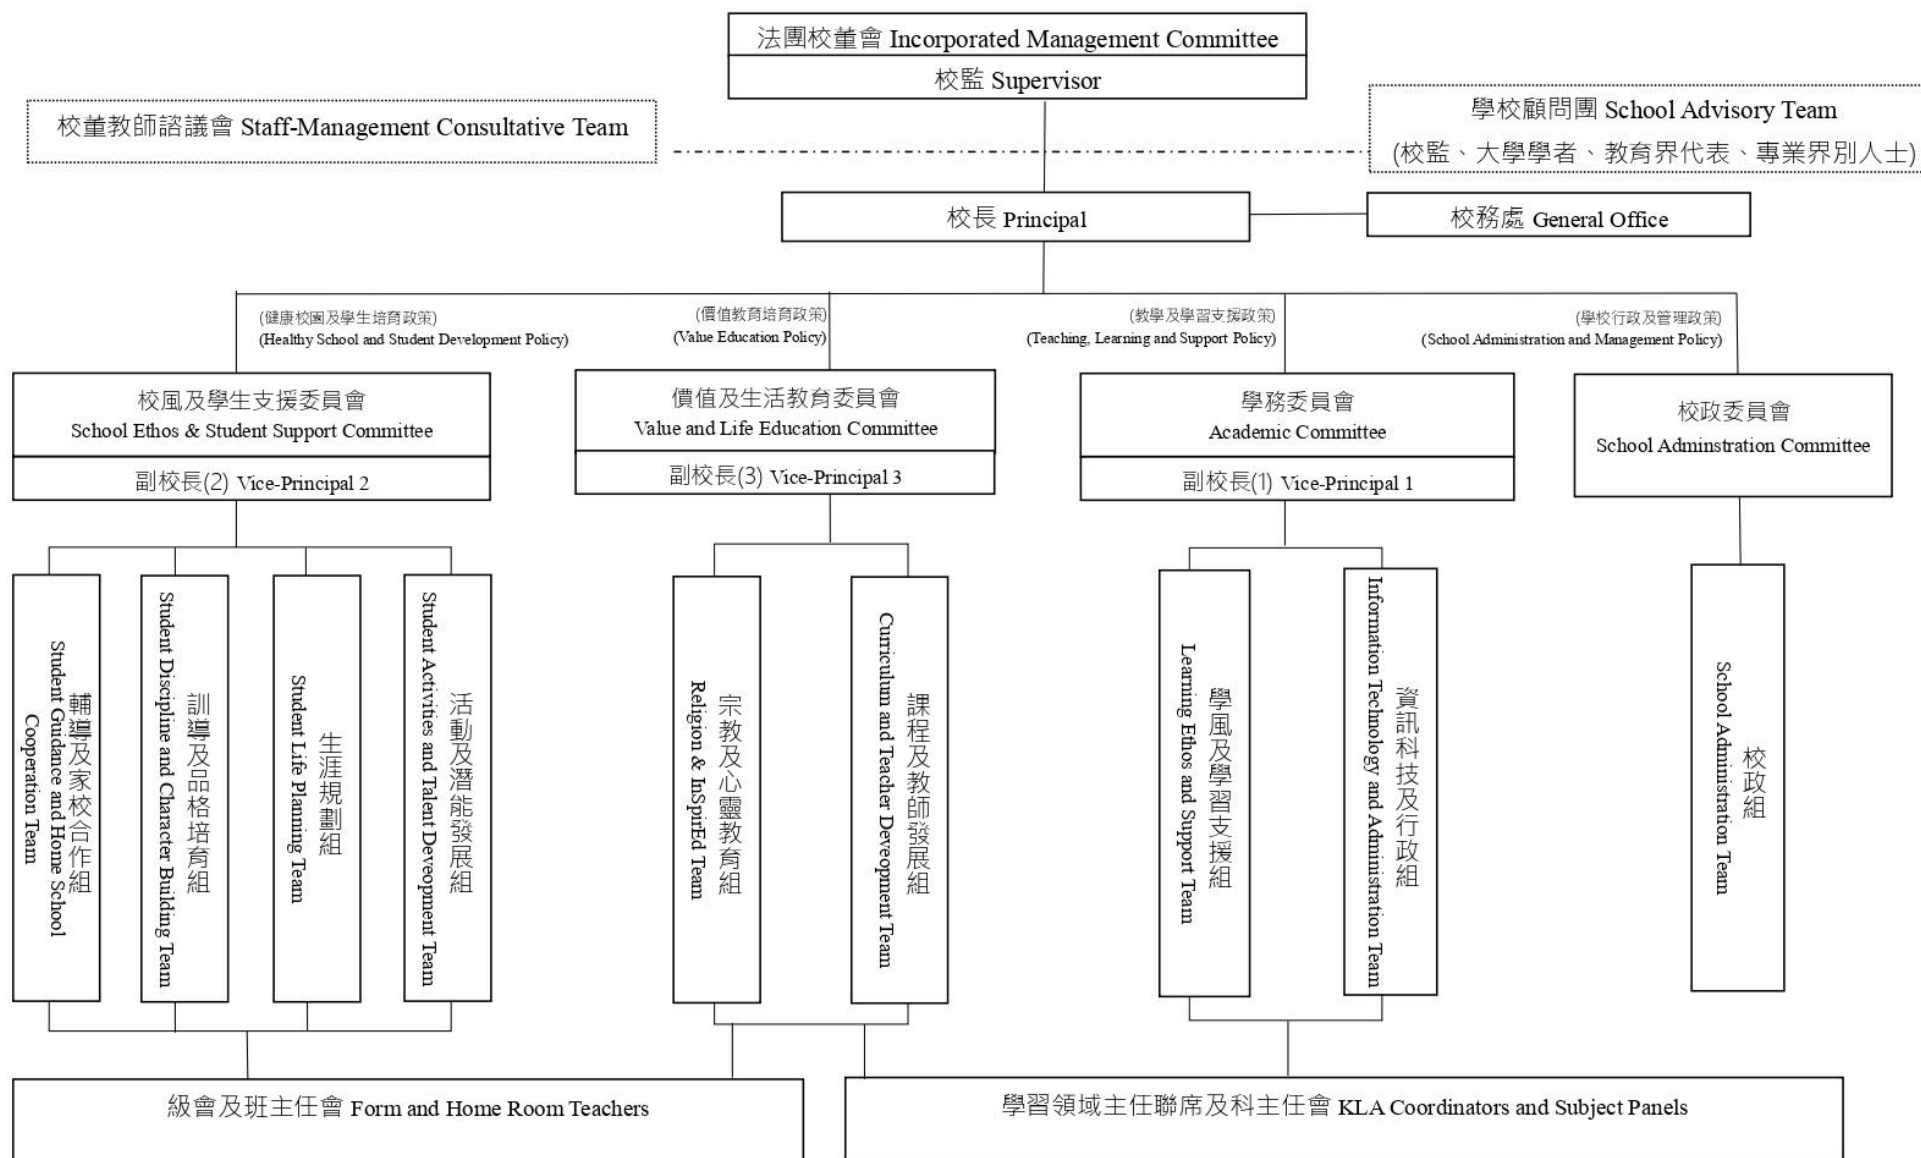 法團校董會 Incorporated Management Committee
校監 Supervisor
校董教師諮議會 Staff-Management Consultative Team
學校顧問團 School Advisory Team
(校監、大學學者、教育界代表、專業界別人士)
校長 Principal
校務處 General Office
(健康校園及學生培育政策)
(Healthy School and Student Development Policy)
(價值教育培育政策)
(Value Education Policy)
(教學及學習支援政策)
(Teaching, Learning and Support Policy)
(學校行政及管理政策)
(School Administration and Management Policy)
校風及學生支援委員會
School Ethos & Student Support Committee
副校長(2) Vice-Principal 2
價值及生活教育委員會
Value and Life Education Committee
副校長(3) Vice-Principal 3
學務委員會
Academic Committee
副校長(1) Vice-Principal 1
校政委員會
School Adminstration Committee
輔導及家校合作組
Student Guidance and Home School
Cooperation Team
訓導及品格培育組
Student Discipline and Character Building Team
生涯規劃組
Student Life Planning Team
活動及潛能發展組
Student Activities and Talent Deveopment Team
宗教及心靈教育組
Religion & InSpirEd Team
課程及教師發展組
Curriculum and Teacher Deveopment Team
學風及學習支援組
Learning Ethos and Support Team
資訊科技及行政組
Information Technology and Administration Team
校政組
School Administration Team
級會及班主任會 Form and Home Room Teachers
學習領域主任聯席及科主任會 KLA Coordinators and Subject Panels